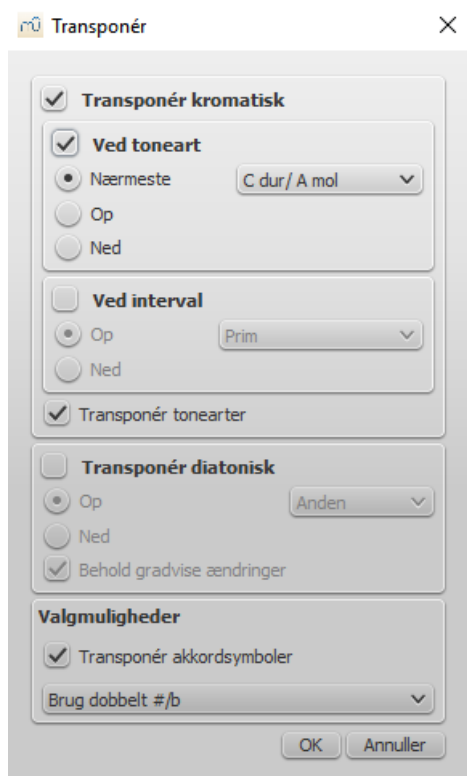 Transponér
Transponér kromatisk
Ved toneart
Nærmeste C dur/ A mol
Op
Ned
Ved interval
Op Prim
Ned
Transponér tonearter
Transponér diatonisk
Op Anden
Ned
Behold gradvise ændringer
Valgmuligheder
Transponér akkordsymboler
Brug dobbelt #/b
OK Annuller